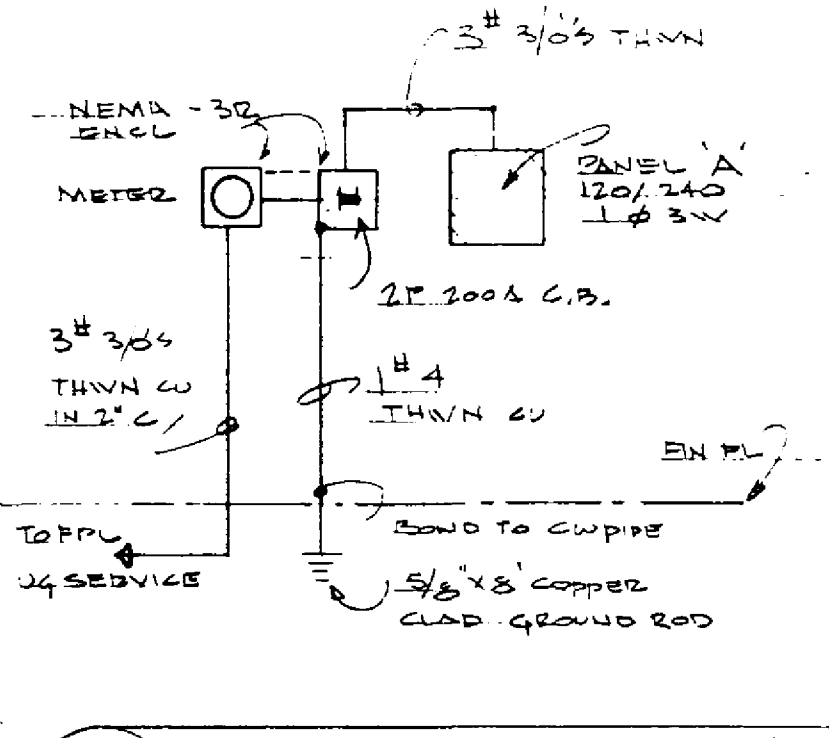 3# 3/0'S THWN
NEMA - 3R
ENCL
METER
PANEL 'A'
120/240
1 Ø 3W
2P 200A C.B.
3# 3/0'S
THWN CU
IN 2" C
1# 4
THWN CU
FIN FL
TO FPL
UG SERVICE
BOND TO CW PIPE
5/8" x 8' COPPER
CLAD GROUND ROD